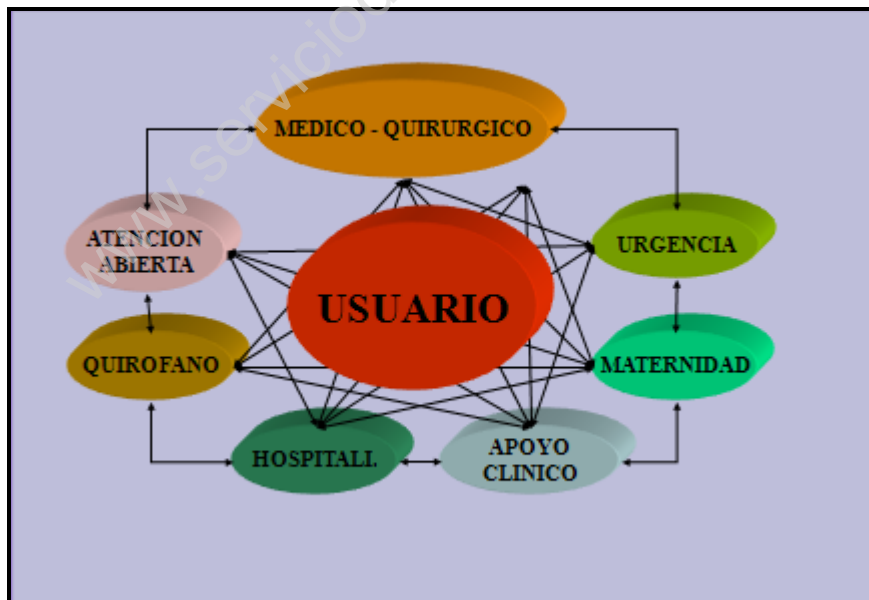 MEDICO - QUIRURGICO
ATENCION
ABIERTA
URGENCIA
USUARIO
QUIROFANO
MATERNIDAD
HOSPITALI.
APOYO
CLINICO